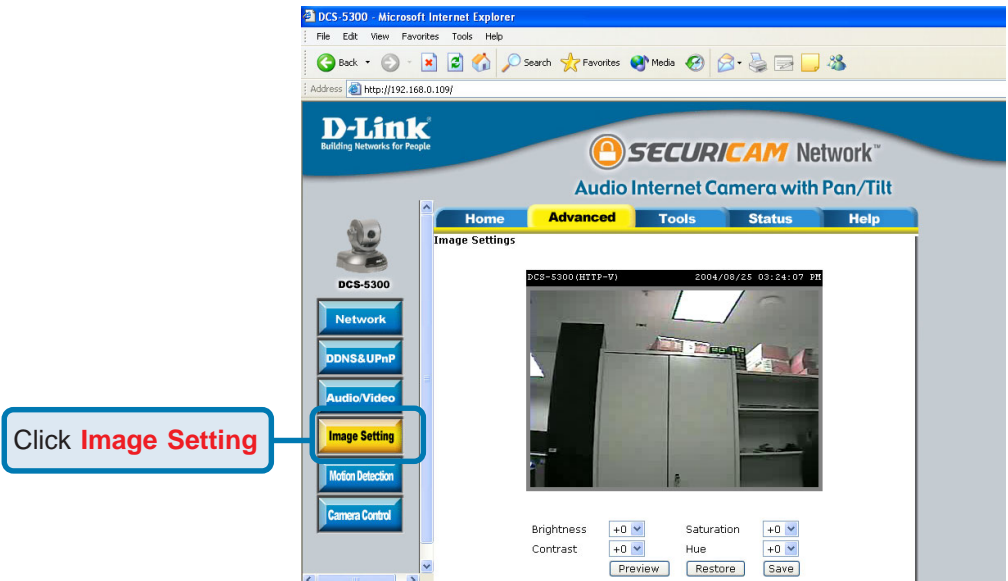 DCS-5300 - Microsoft Internet Explorer
File Edit View Favorites Tools Help
Back Search Favorites Media
Address http://192.168.0.109/
D-Link
Building Networks for People
SECURICAM Network™
Audio Internet Camera with Pan/Tilt
Home Advanced Tools Status Help
Image Settings
DCS-5300(HTTP-V) 2004/08/25 03:24:07 PM
DCS-5300
Network
DDNS&UPnP
Audio/Video
Click Image Setting
Image Setting
Motion Detection
Camera Control
Brightness +0 Saturation +0
Contrast +0 Hue +0
Preview Restore Save